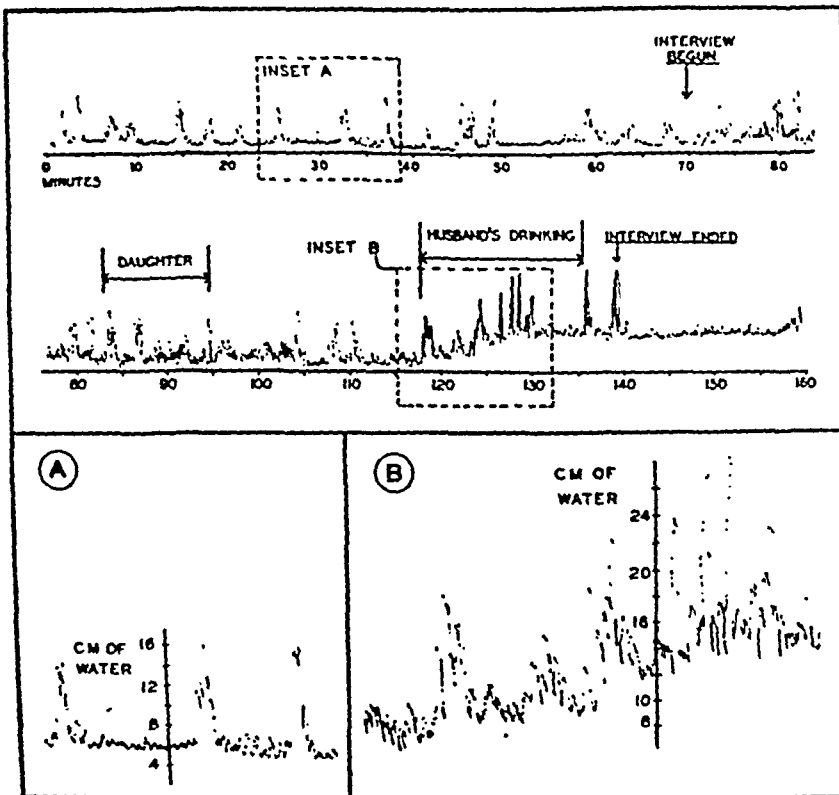 INTERVIEW
BEGUN
INSET A
0 10 20 30 40 50 60 70 80
MINUTES
DAUGHTER
INSET B
HUSBAND'S DRINKING
INTERVIEW ENDED
80 90 100 110 120 130 140 150 160
A
CM OF
WATER
16
12
8
4
B
CM OF
WATER
24
20
16
12
10
6